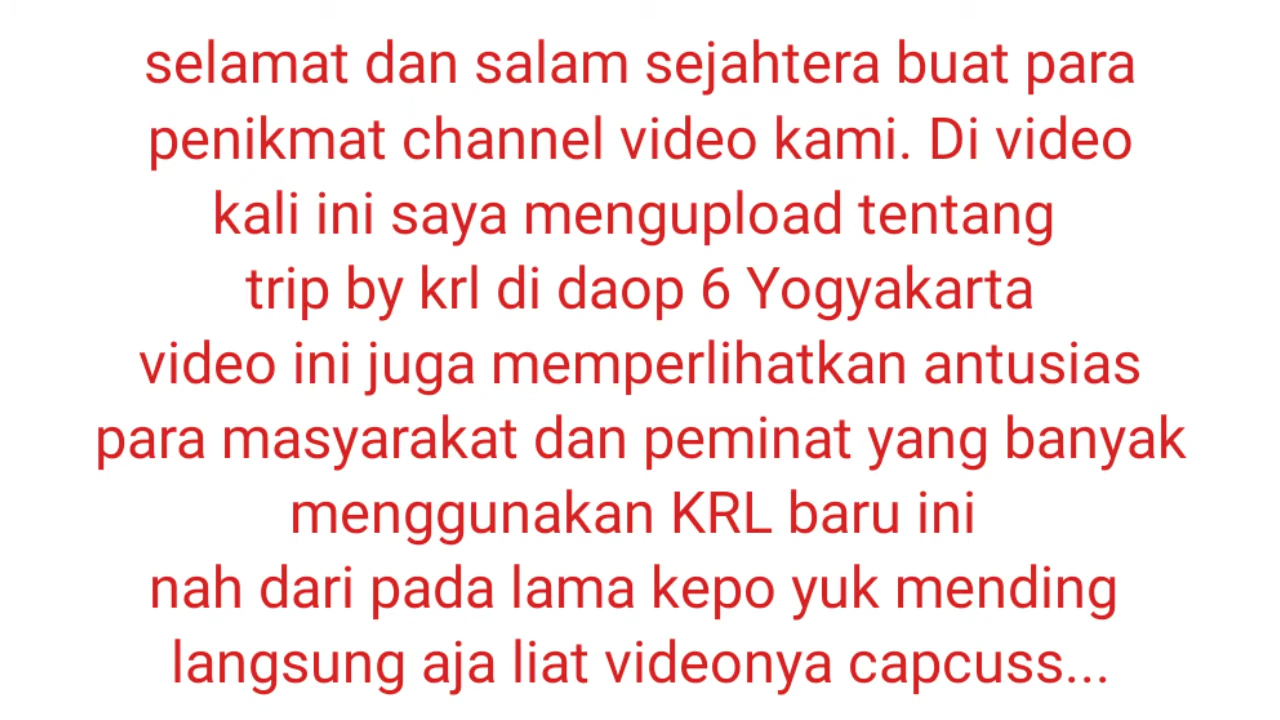 selamat dan salam sejahtera buat para
penikmat channel video kami. Di video
kali ini saya mengupload tentang
trip by krl di daop 6 Yogyakarta
video ini juga memperlihatkan antusias
para masyarakat dan peminat yang banyak
menggunakan KRL baru ini
nah dari pada lama kepo yuk mending
langsung aja liat videonya capcuss...